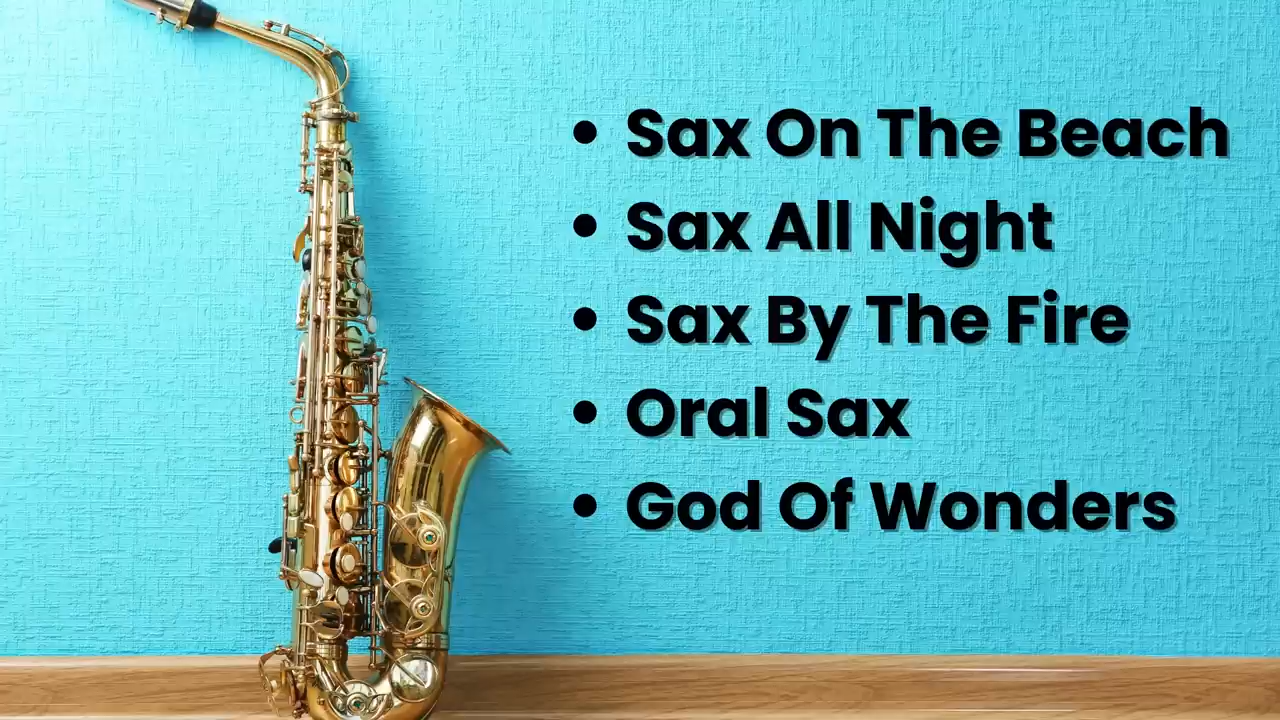 • Sax On The Beach
• Sax All Night
• Sax By The Fire
• Oral Sax
• God Of Wonders